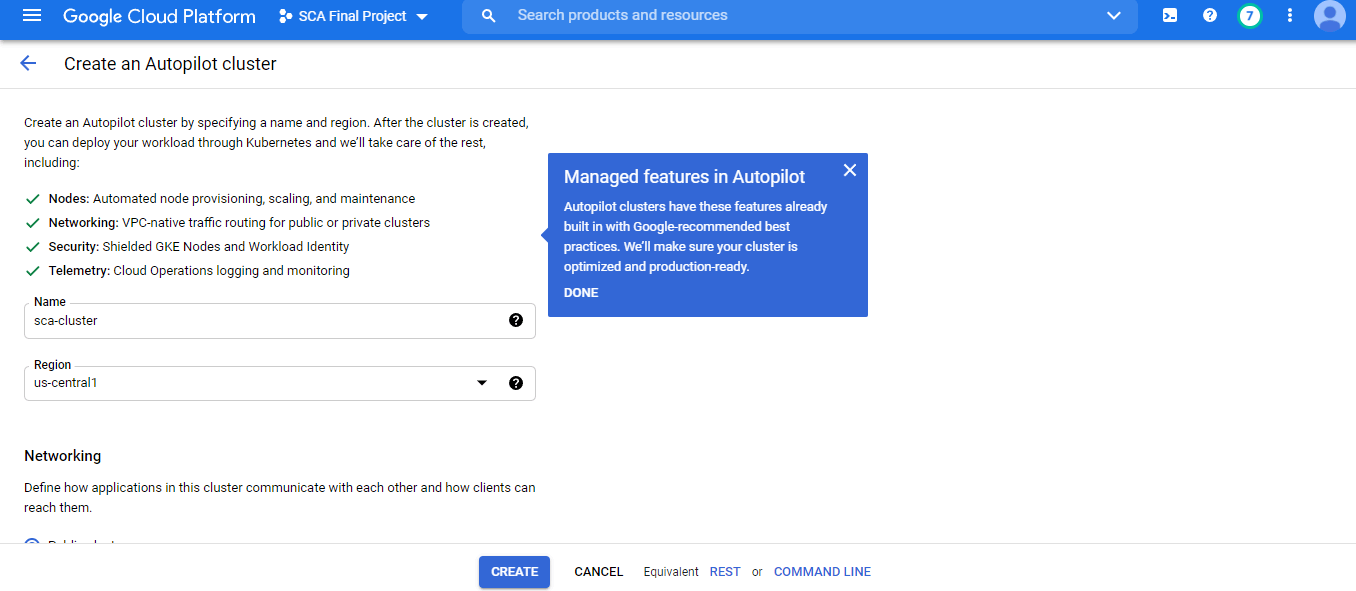 Google Cloud Platform
SCA Final Project
Search products and resources
7
Create an Autopilot cluster
Create an Autopilot cluster by specifying a name and region. After the cluster is created,
you can deploy your workload through Kubernetes and we'll take care of the rest,
including:
Nodes: Automated node provisioning, scaling, and maintenance
Networking: VPC-native traffic routing for public or private clusters
Security: Shielded GKE Nodes and Workload Identity
Telemetry: Cloud Operations logging and monitoring
Managed features in Autopilot
Autopilot clusters have these features already
built in with Google-recommended best
practices. We'll make sure your cluster is
optimized and production-ready.
DONE
Name
sca-cluster
Region
us-central1
Networking
Define how applications in this cluster communicate with each other and how clients can
reach them.
CREATE CANCEL Equivalent REST or COMMAND LINE